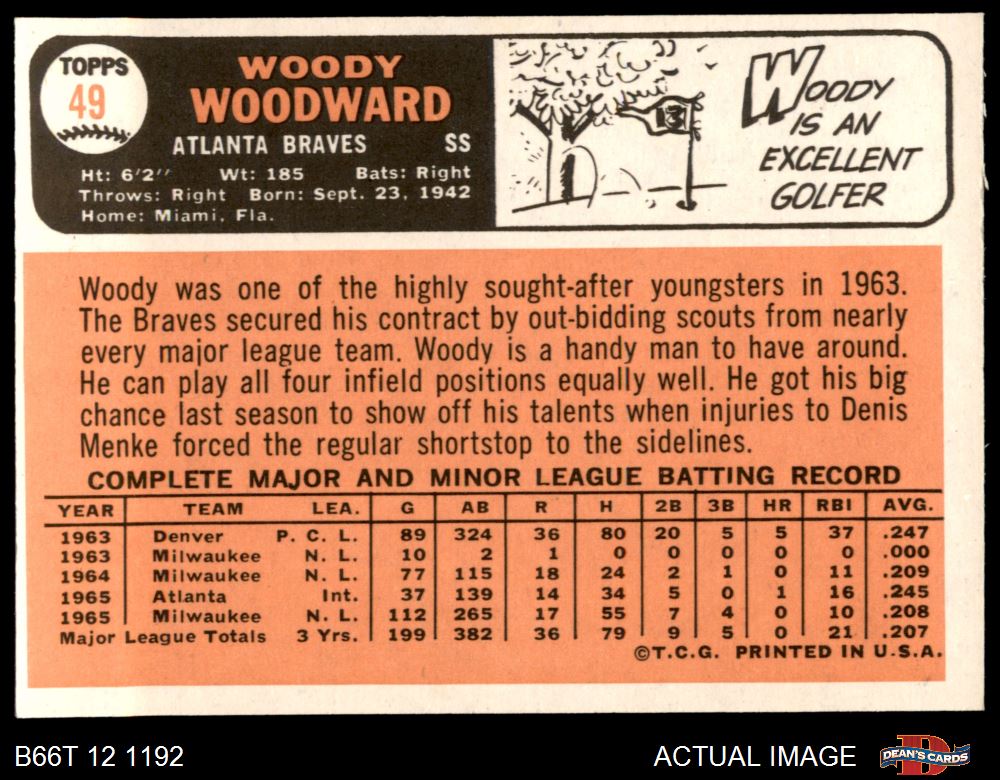 TOPPS
49
WOODY
WOODWARD
ATLANTA BRAVES SS
Ht: 6'2" Wt: 185 Bats: Right
Throws: Right Born: Sept. 23, 1942
Home: Miami, Fla.
13
WOODY
IS AN
EXCELLENT
GOLFER
Woody was one of the highly sought-after youngsters in 1963.
The Braves secured his contract by out-bidding scouts from nearly
every major league team. Woody is a handy man to have around.
He can play all four infield positions equally well. He got his big
chance last season to show off his talents when injuries to Denis
Menke forced the regular shortstop to the sidelines.
COMPLETE MAJOR AND MINOR LEAGUE BATTING RECORD
YEAR TEAM LEA. G AB R H 2B 3B HR RBI AVG.
1963 Denver P. C. L. 89 324 36 80 20 5 5 37 .247
1963 Milwaukee N. L. 10 2 1 0 0 0 0 0 .000
1964 Milwaukee N. L. 77 115 18 24 2 1 0 11 .209
1965 Atlanta Int. 37 139 14 34 5 0 1 16 .245
1965 Milwaukee N. L. 112 265 17 55 7 4 0 10 .208
Major League Totals 3 Yrs. 199 382 36 79 9 5 0 21 .207
©T.C.G. PRINTED IN U.S.A.
B66T 12 1192 ACTUAL IMAGE
DEAN'S CARDS